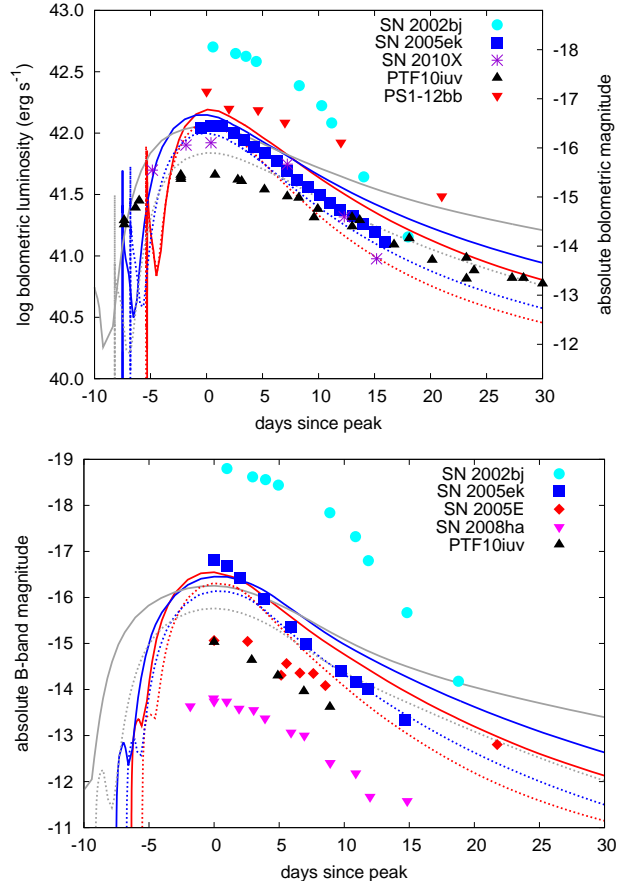 SN 2002bj
SN 2005ek
SN 2010X
PTF10iuv
PS1-12bb
log bolometric luminosity (erg s-1)
43.0
42.5
42.0
41.5
41.0
40.5
40.0
-18
-17
-16
-15
-14
-13
-12
absolute bolometric magnitude
-10 -5 0 5 10 15 20 25 30
days since peak
SN 2002bj
SN 2005ek
SN 2005E
SN 2008ha
PTF10iuv
absolute B-band magnitude
-19
-18
-17
-16
-15
-14
-13
-12
-11
-10 -5 0 5 10 15 20 25 30
days since peak